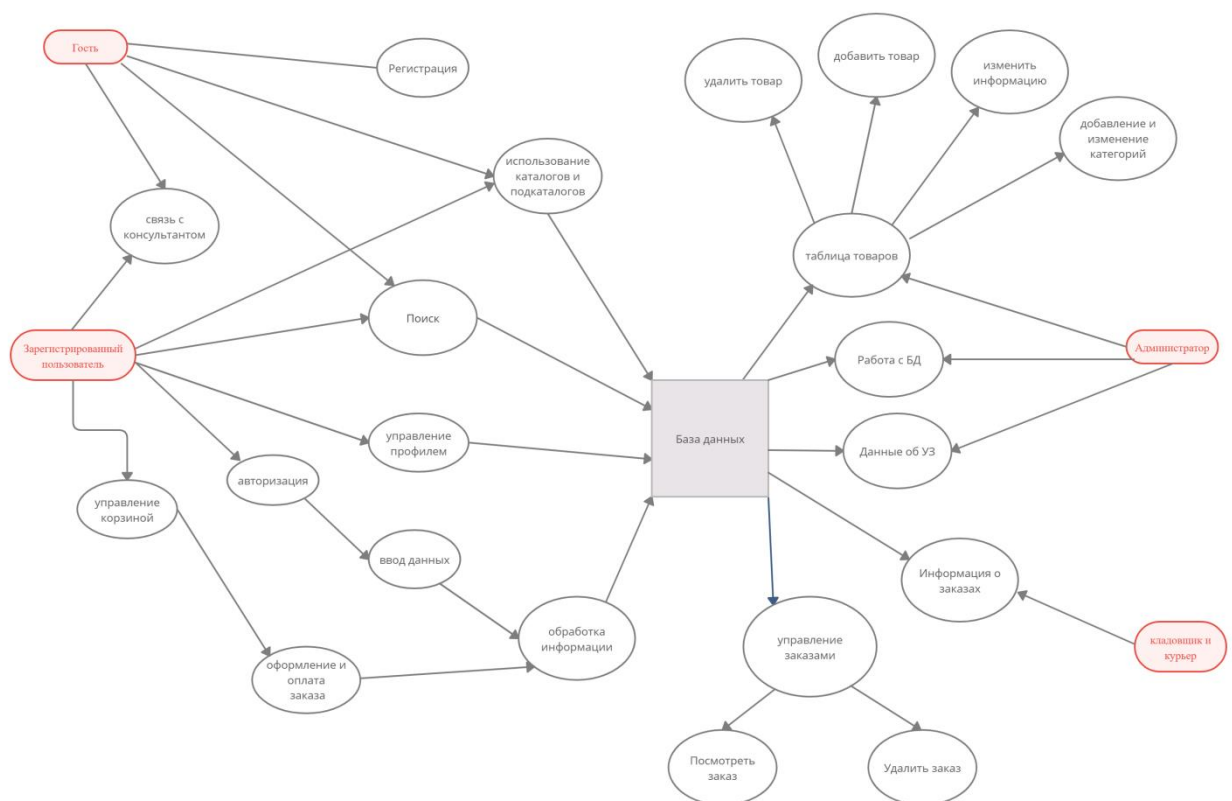 Гость
Регистрация
удалить товар
добавить товар
изменить
информацию
добавление и
изменение
категорий
использование
каталогов и
подкаталогов
связь с
консультантом
таблица товаров
Поиск
Зарегистрированный
пользователь
Администратор
Работа с БД
База данных
управление
профилем
Данные об УЗ
авторизация
управление
корзиной
ввод данных
Информация о
заказах
обработка
информации
управление
заказами
кладовщик и
курьер
оформление и
оплата
заказа
Посмотреть
заказ
Удалить заказ